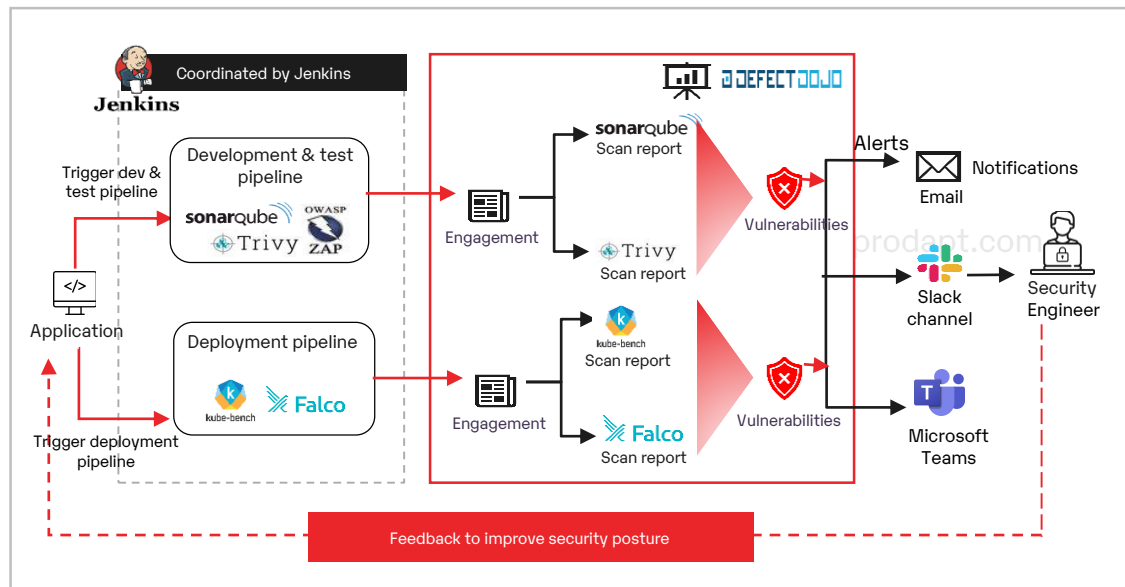 Coordinated by Jenkins
Jenkins
DEFECTDOJO
Trigger dev &
test pipeline
Development & test
pipeline
sonarqube
OWASP
ZAP
Trivy
Application
Deployment pipeline
kube-bench
Falco
Trigger deployment
pipeline
Engagement
sonarqube
Scan report
Trivy
Scan report
Vulnerabilities
Engagement
kube-bench
Scan report
Falco
Scan report
Vulnerabilities
Alerts
Notifications
Email
prodapt.com
Slack
channel
Security
Engineer
T
Microsoft
Teams
Feedback to improve security posture